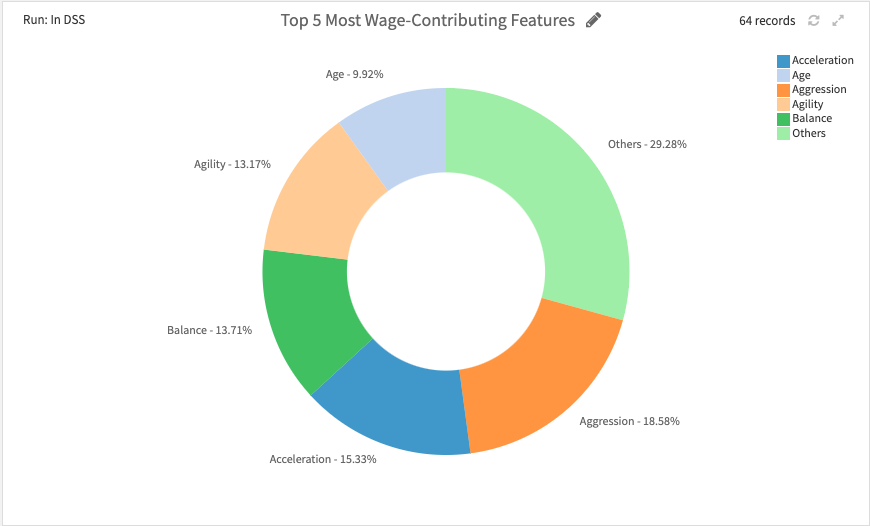 Run: In DSS
Top 5 Most Wage-Contributing Features
64 records
Acceleration
Age
Aggression
Agility
Balance
Others
Age - 9.92%
Others - 29.28%
Agility - 13.17%
Balance - 13.71%
Aggression - 18.58%
Acceleration - 15.33%